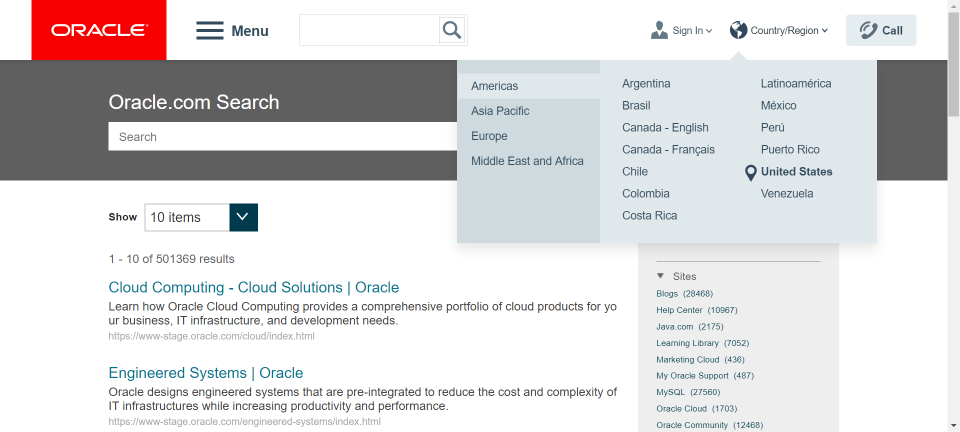 ORACLE
Menu
Sign In
Country/Region
Call
Oracle.com Search
Search
Americas
Asia Pacific
Europe
Middle East and Africa
Argentina
Brasil
Canada - English
Canada - Français
Chile
Colombia
Costa Rica
Latinoamérica
México
Perú
Puerto Rico
United States
Venezuela
Show
10 items
1 - 10 of 501369 results
Cloud Computing - Cloud Solutions | Oracle
Learn how Oracle Cloud Computing provides a comprehensive portfolio of cloud products for yo
ur business, IT infrastructure, and development needs.
https://www-stage.oracle.com/cloud/index.html
Engineered Systems | Oracle
Oracle designs engineered systems that are pre-integrated to reduce the cost and complexity of
IT infrastructures while increasing productivity and performance.
https://www-stage.oracle.com/engineered-systems/index.html
Sites
Blogs (28468)
Help Center (10967)
Java.com (2175)
Learning Library (7052)
Marketing Cloud (436)
My Oracle Support (487)
MySQL (27560)
Oracle Cloud (1703)
Oracle Community (12468)